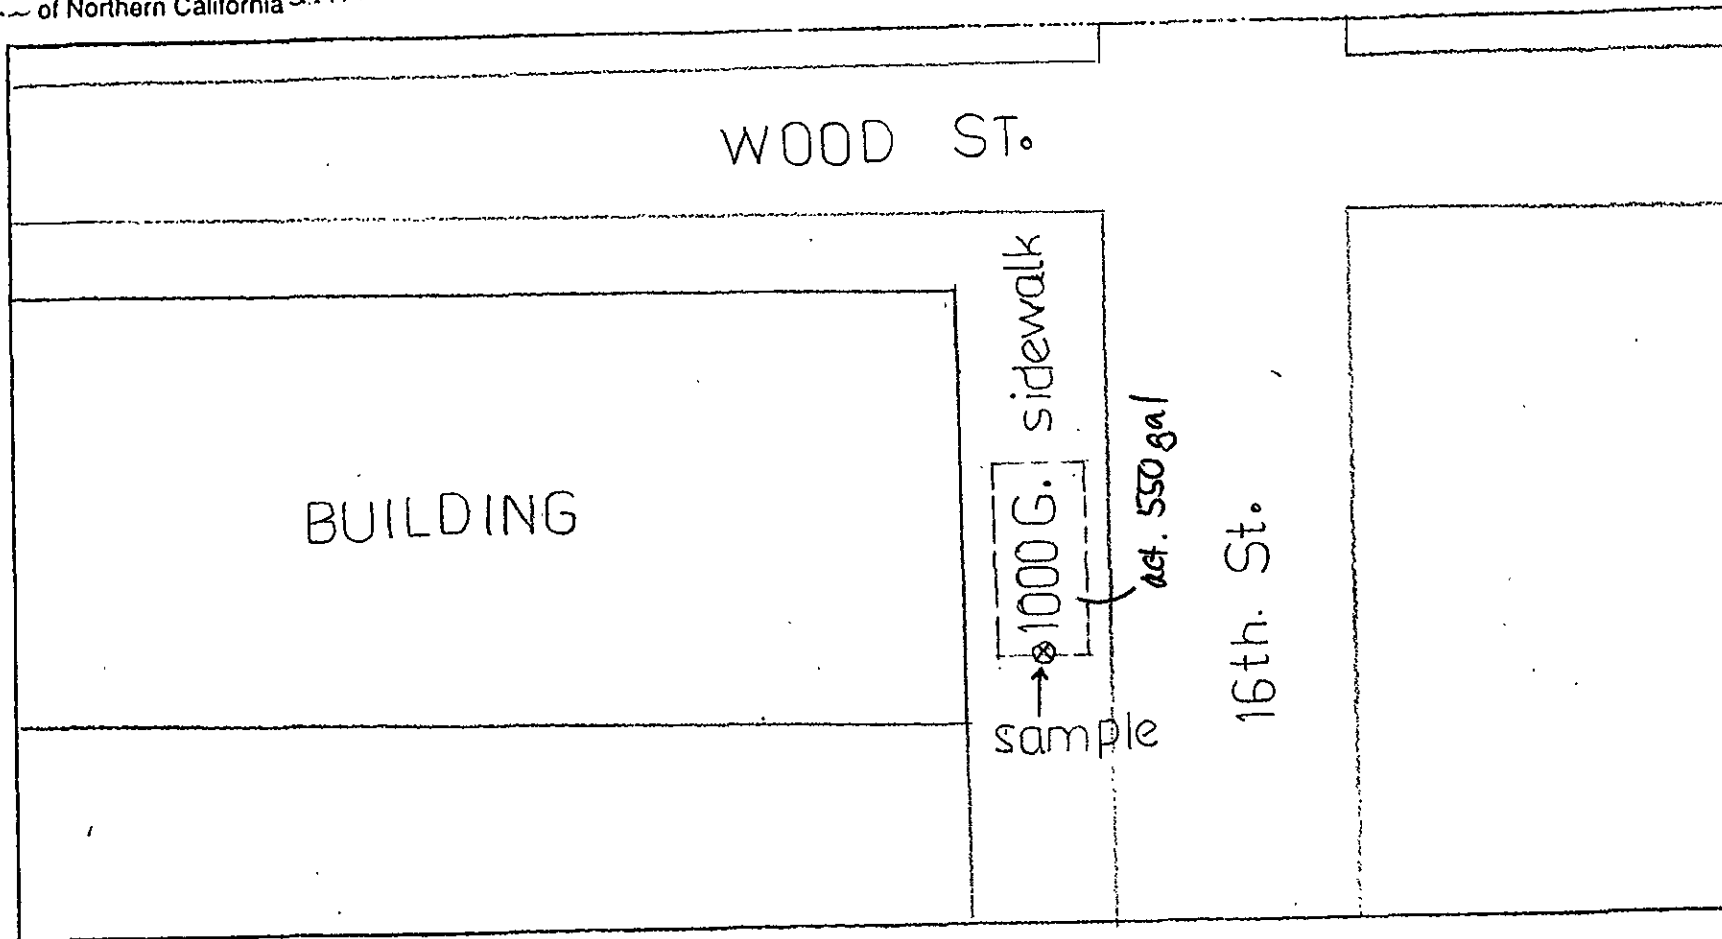 of Northern California
WOOD ST.
sidewalk
1000 G.
act. 550 gal
BUILDING
16th. St.
sample